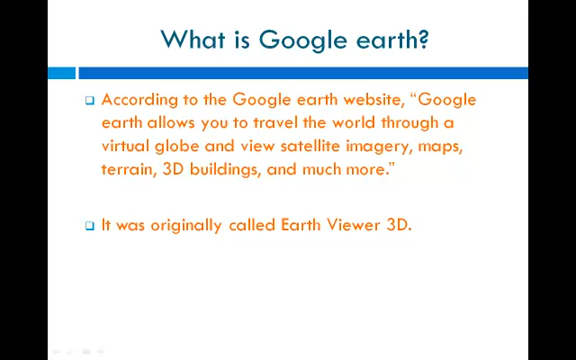 What is Google earth?
According to the Google earth website, “Google
earth allows you to travel the world through a
virtual globe and view satellite imagery, maps,
terrain, 3D buildings, and much more.”
It was originally called Earth Viewer 3D.